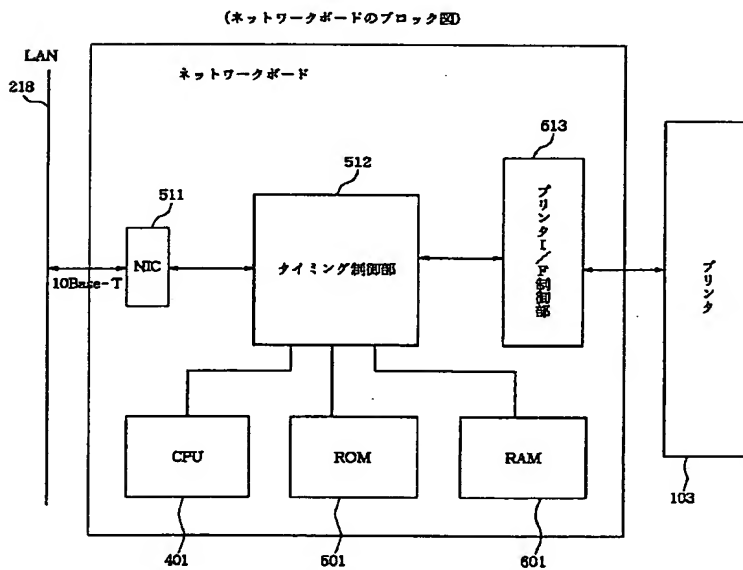 (ネットワークボードのブロック図)
LAN
218
ネットワークボード
511
NIC
10Base-T
512
タイミング制御部
513
プリンタI/F制御部
プリンタ
103
CPU
401
ROM
501
RAM
601